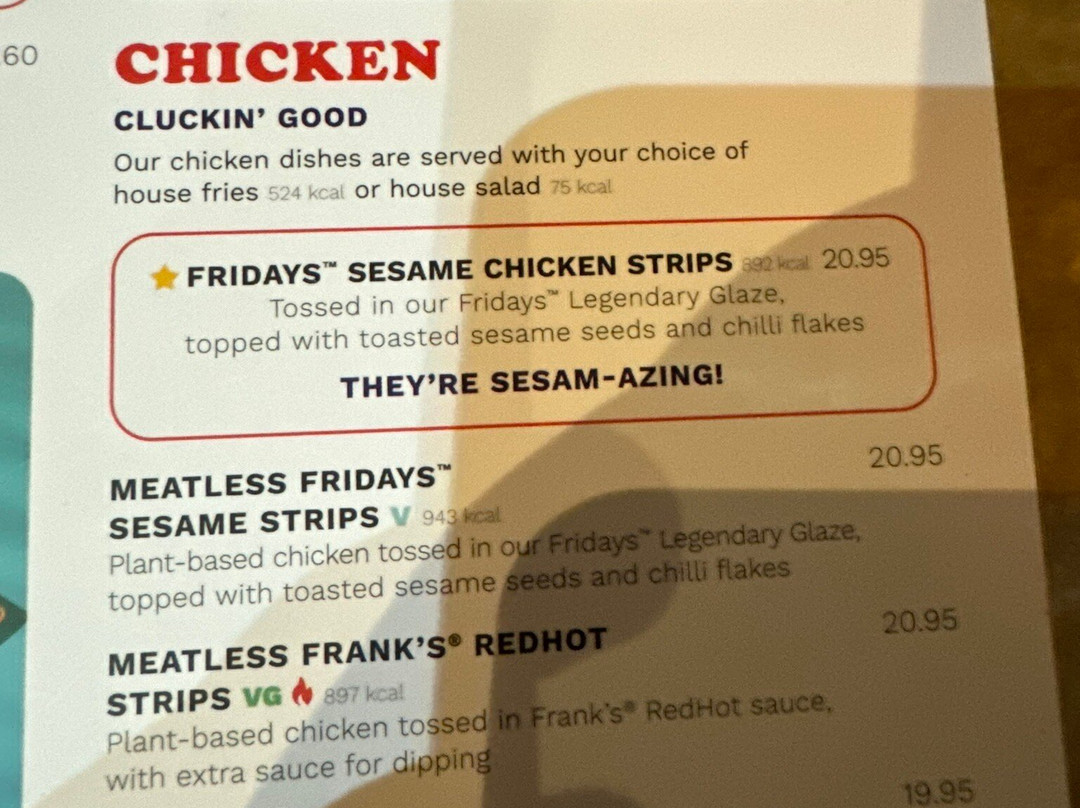 .60
CHICKEN
CLUCKIN' GOOD
Our chicken dishes are served with your choice of
house fries 524 kcal or house salad 75 kcal
FRIDAYS™ SESAME CHICKEN STRIPS 892 kcal 20.95
Tossed in our Fridays™ Legendary Glaze,
topped with toasted sesame seeds and chilli flakes
THEY'RE SESAM-AZING!
MEATLESS FRIDAYS™ 20.95
SESAME STRIPS V 943 kcal
Plant-based chicken tossed in our Fridays™ Legendary Glaze,
topped with toasted sesame seeds and chilli flakes
MEATLESS FRANK'S® REDHOT 20.95
STRIPS VG 897 kcal
Plant-based chicken tossed in Frank's® RedHot sauce,
with extra sauce for dipping
19.95